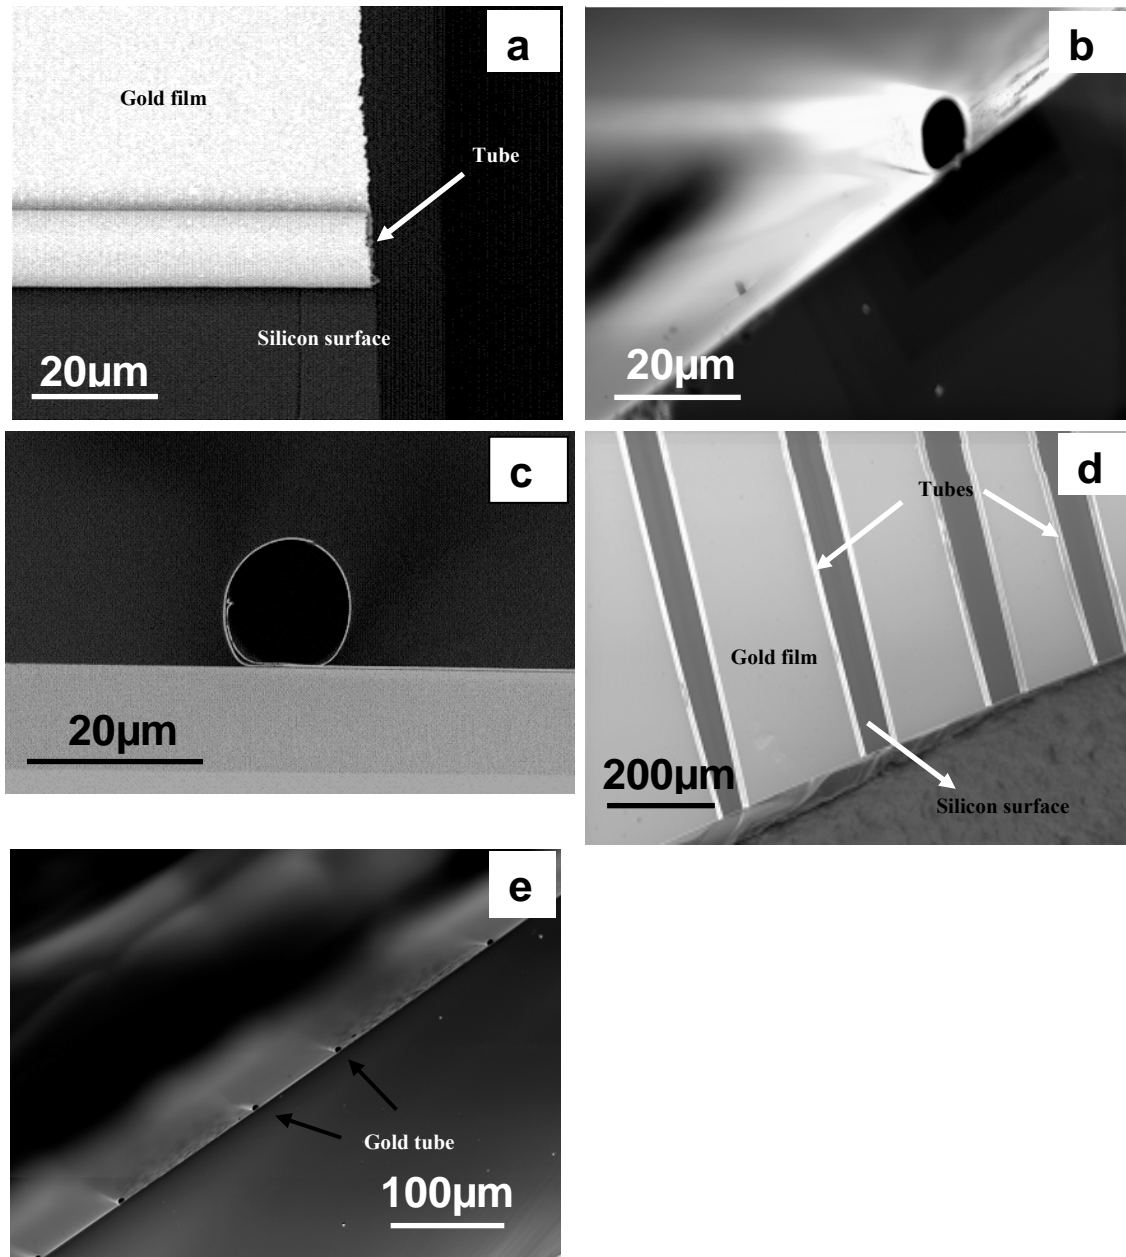 a
Gold film
Tube
Silicon surface
20µm
b
20µm
c
20µm
d
Tubes
Gold film
200µm
Silicon surface
e
Gold tube
100µm